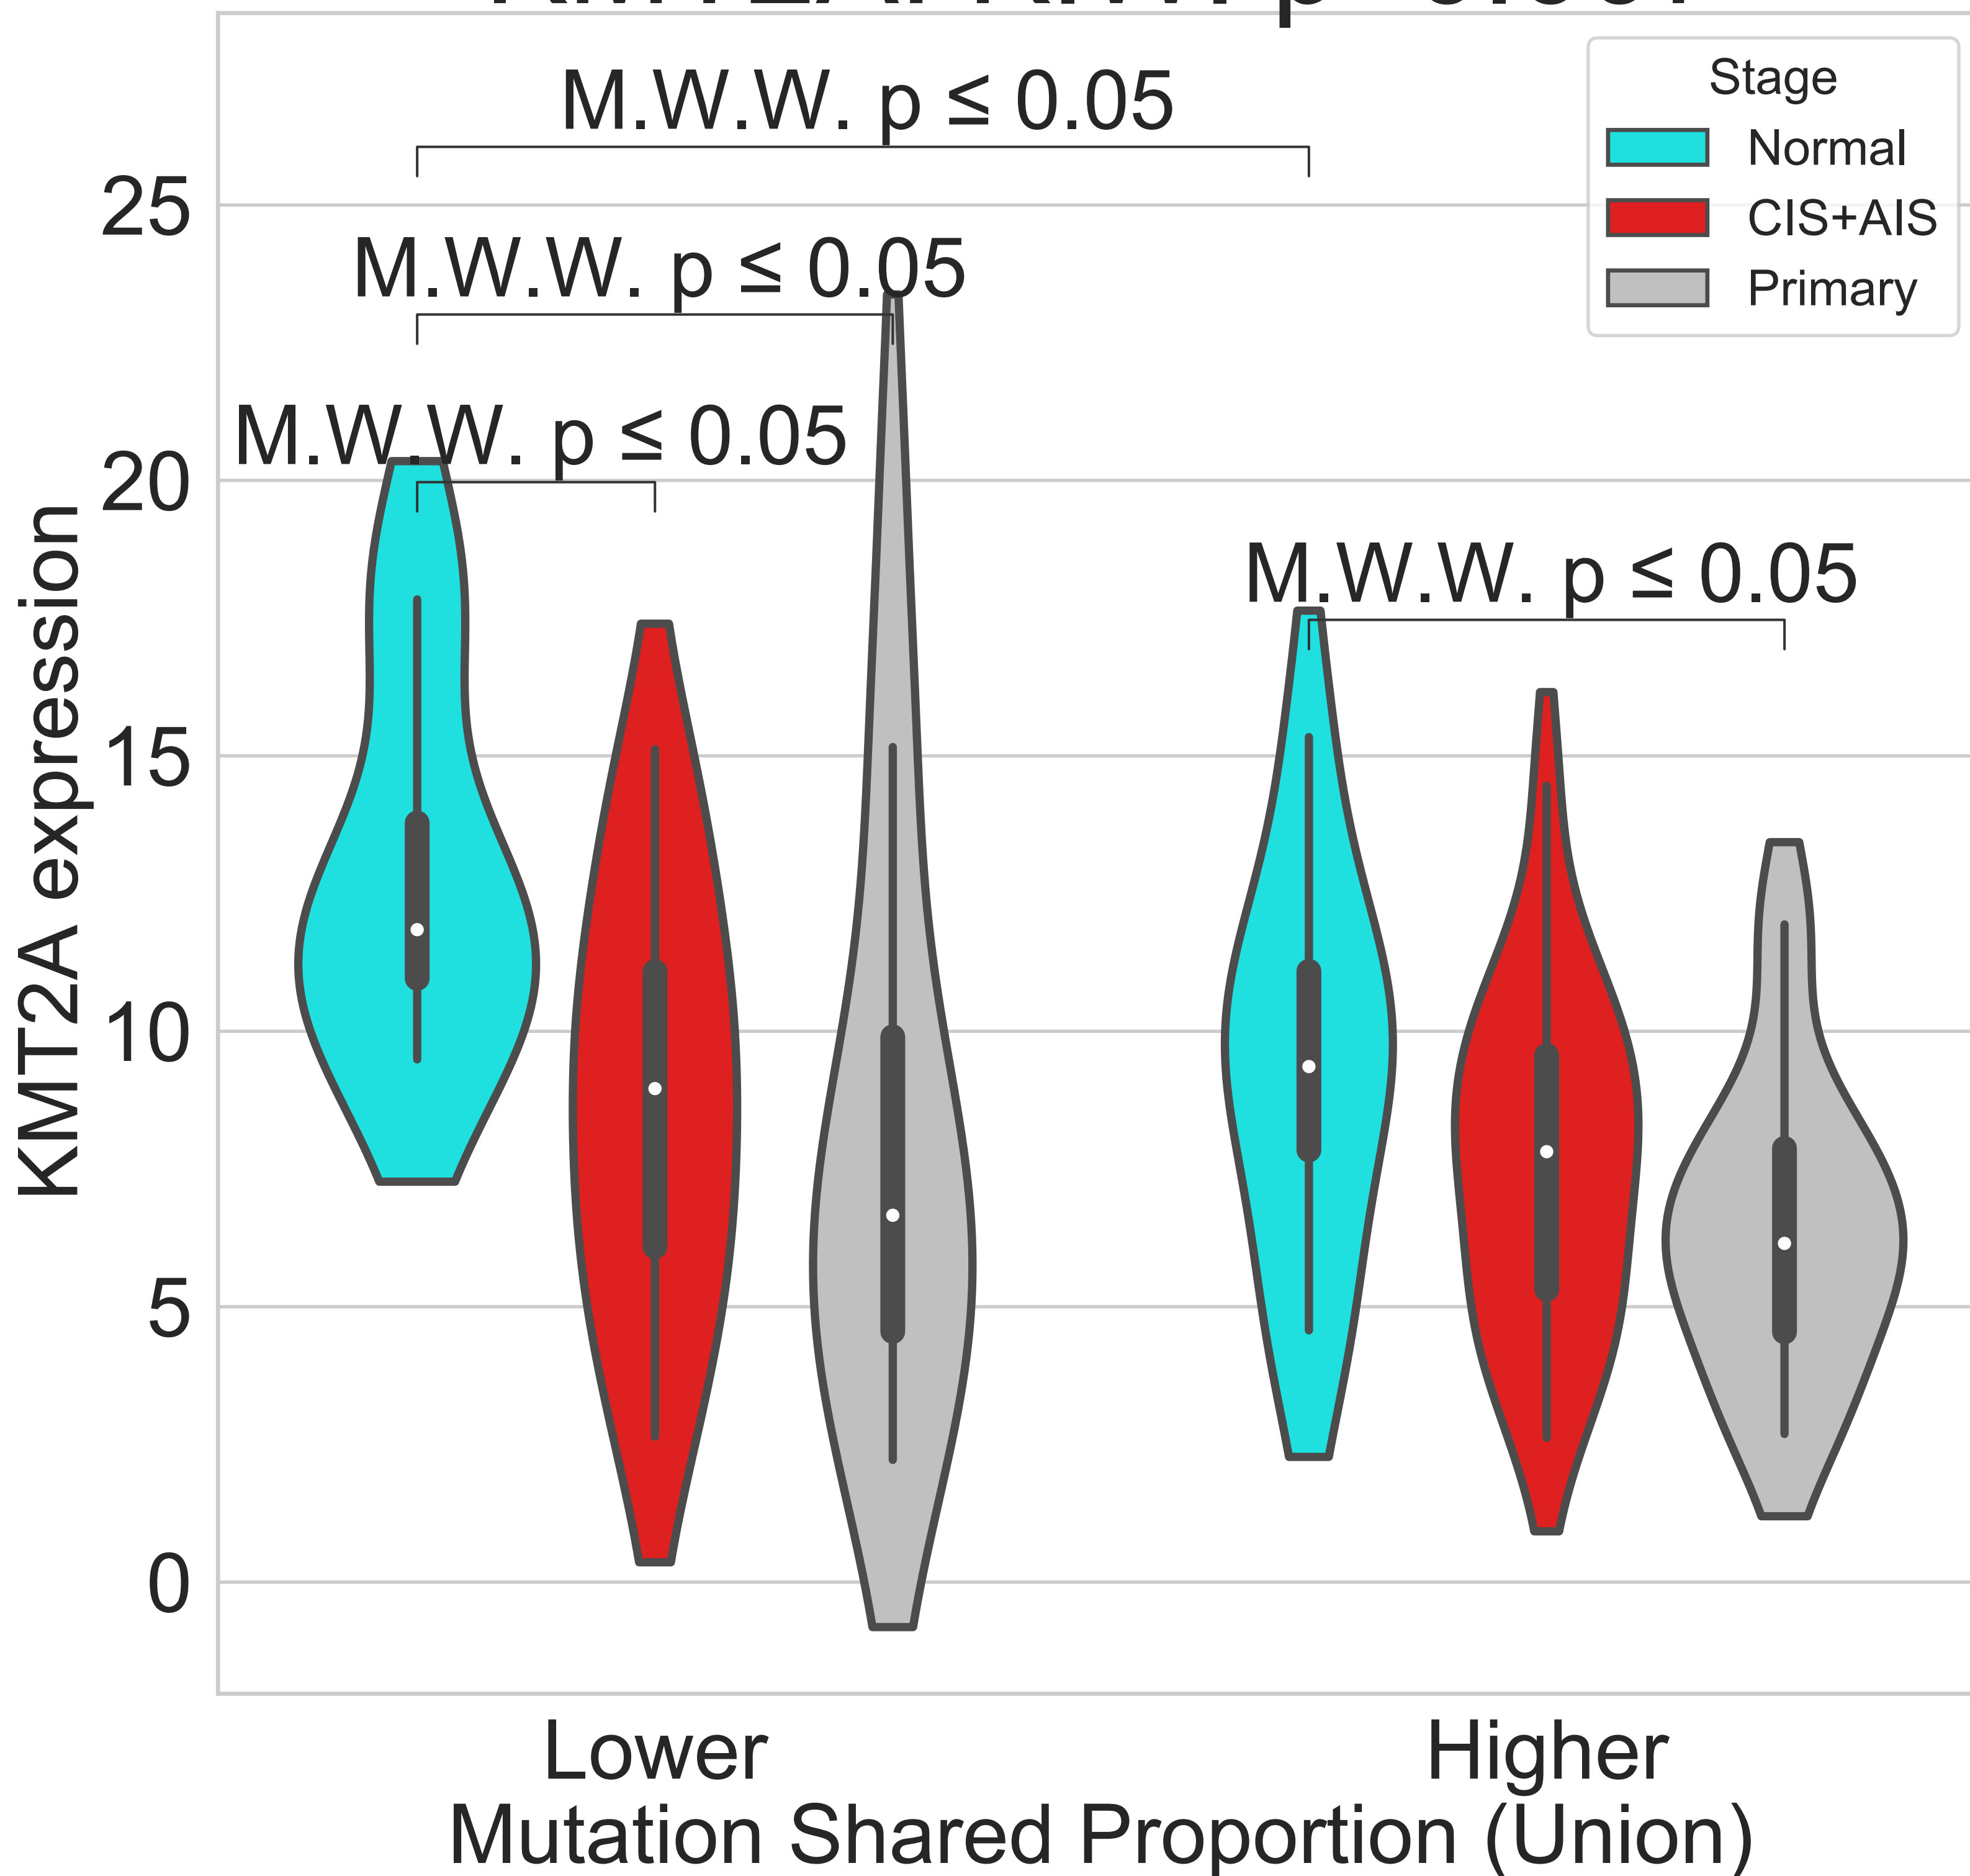 M.W.W. p ≤ 0.05
M.W.W. p ≤ 0.05
M.W.W. p ≤ 0.05
M.W.W. p ≤ 0.05
Stage
Normal
CIS+AIS
Primary
KMT2A expression
25
20
15
10
5
0
Lower
Higher
Mutation Shared Proportion (Union)